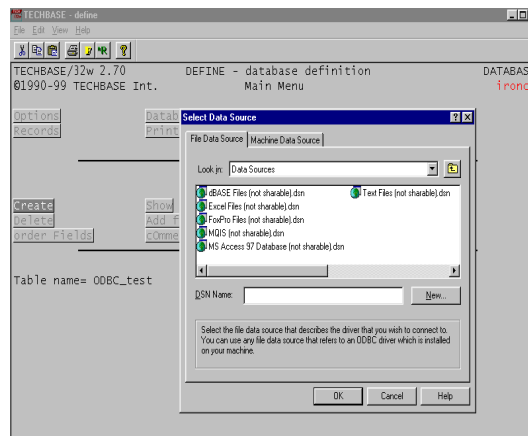 TECHBASE - define
File Edit View Help
TECHBASE/32w 2.70 DEFINE - database definition DATABAS
©1990-99 TECHBASE Int. Main Menu ironc
Options Datab
Records Print
Select Data Source
File Data Source Machine Data Source
Look in: Data Sources
dBASE Files (not sharable).dsn Text Files (not sharable).dsn
Excel Files (not sharable).dsn
FoxPro Files (not sharable).dsn
MQIS (not sharable).dsn
MS Access 97 Database (not sharable).dsn
Create Show
Delete Add f
order Fields cOmme
Table name= ODBC_test
DSN Name: New...
Select the file data source that describes the driver that you wish to connect to.
You can use any file data source that refers to an ODBC driver which is installed
on your machine.
OK Cancel Help